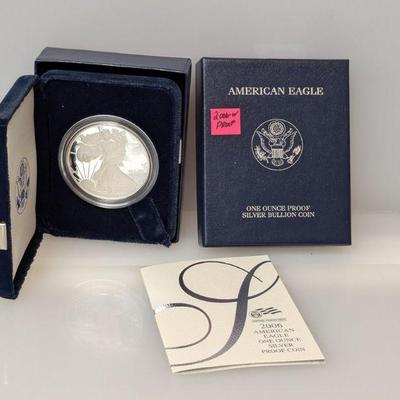 AMERICAN EAGLE
2006-W
PROOF
ONE OUNCE PROOF
SILVER BULLION COIN
2006
AMERICAN
EAGLE
ONE OUNCE
SILVER
PROOF COIN